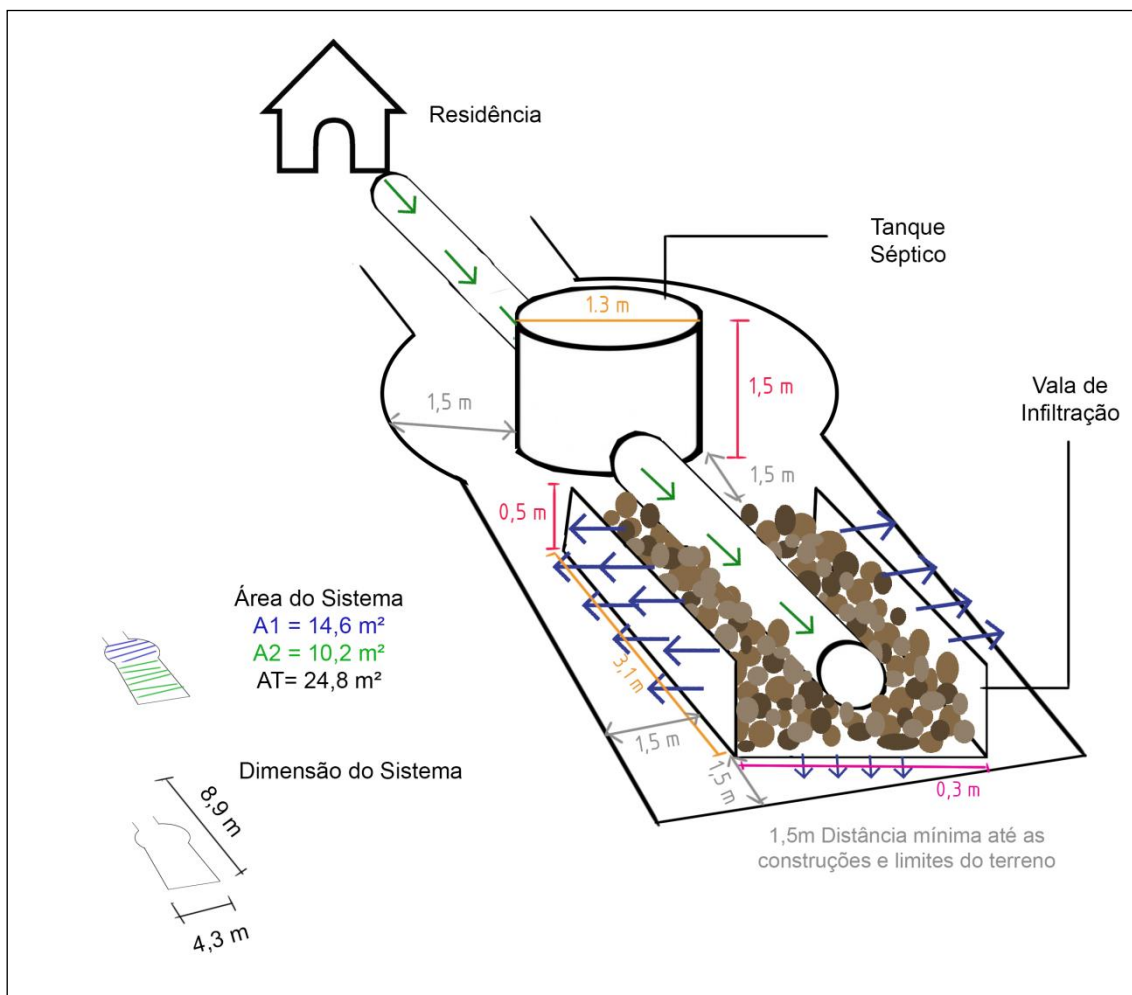 Residência
Tanque
Séptico
1.3 m
1,5 m
1,5 m
Vala de
Infiltração
1,5 m
0,5 m
Área do Sistema
A1 = 14,6 m²
A2 = 10,2 m²
AT= 24,8 m²
3,1 m
1,5 m
1,5 m
0,3 m
Dimensão do Sistema
8,9 m
4,3 m
1,5m Distância mínima até as
construções e limites do terreno